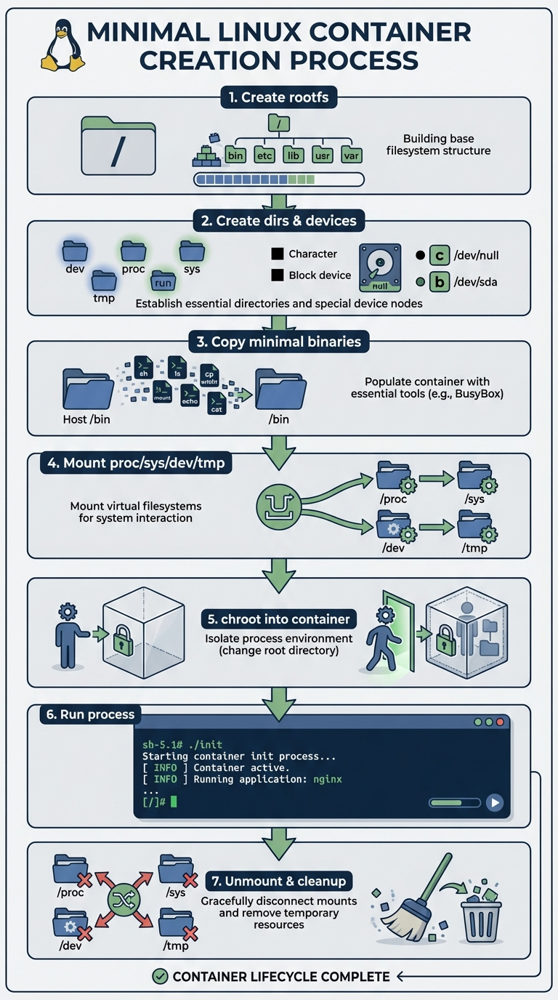 MINIMAL LINUX CONTAINER
CREATION PROCESS
1. Create rootfs
/
/
bin
etc
lib
usr
var
Building base
filesystem structure
2. Create dirs & devices
dev
proc
sys
tmp
run
Character
Block device
null
c /dev/null
b /dev/sda
Establish essential directories and special device nodes
3. Copy minimal binaries
cp
mount
echo
cat
Host /bin
/bin
Populate container with
essential tools (e.g., BusyBox)
4. Mount proc/sys/dev/tmp
Mount virtual filesystems
for system interaction
/proc
/sys
/dev
/tmp
5. chroot into container
Isolate process environment
(change root directory)
6. Run process
sb-5.1# ./init
Starting container init process...
[ INFO ] Container active.
[ INFO ] Running application: nginx
...
[/]#
7. Unmount & cleanup
Gracefully disconnect mounts
and remove temporary
resources
/proc
/sys
/dev
/tmp
CONTAINER LIFECYCLE COMPLETE